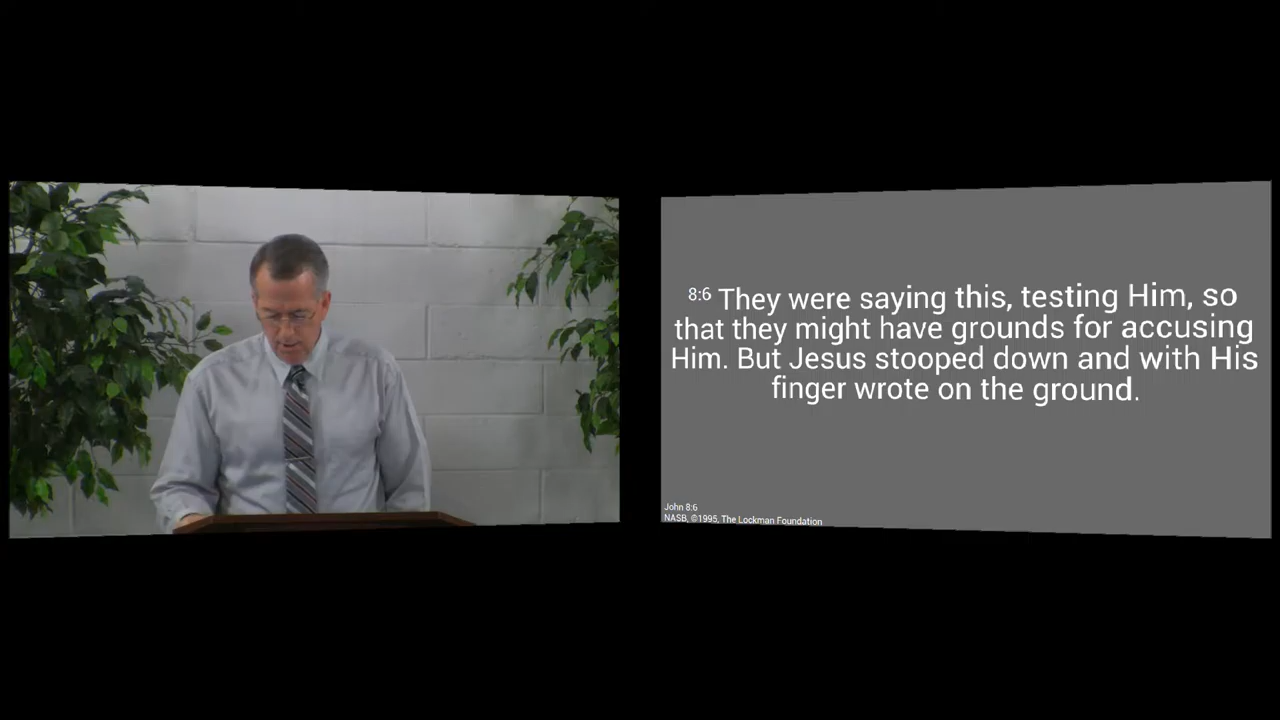 8:6 They were saying this, testing Him, so
that they might have grounds for accusing
Him. But Jesus stooped down and with His
finger wrote on the ground.
John 8:6
NASB, ©1995, The Lockman Foundation